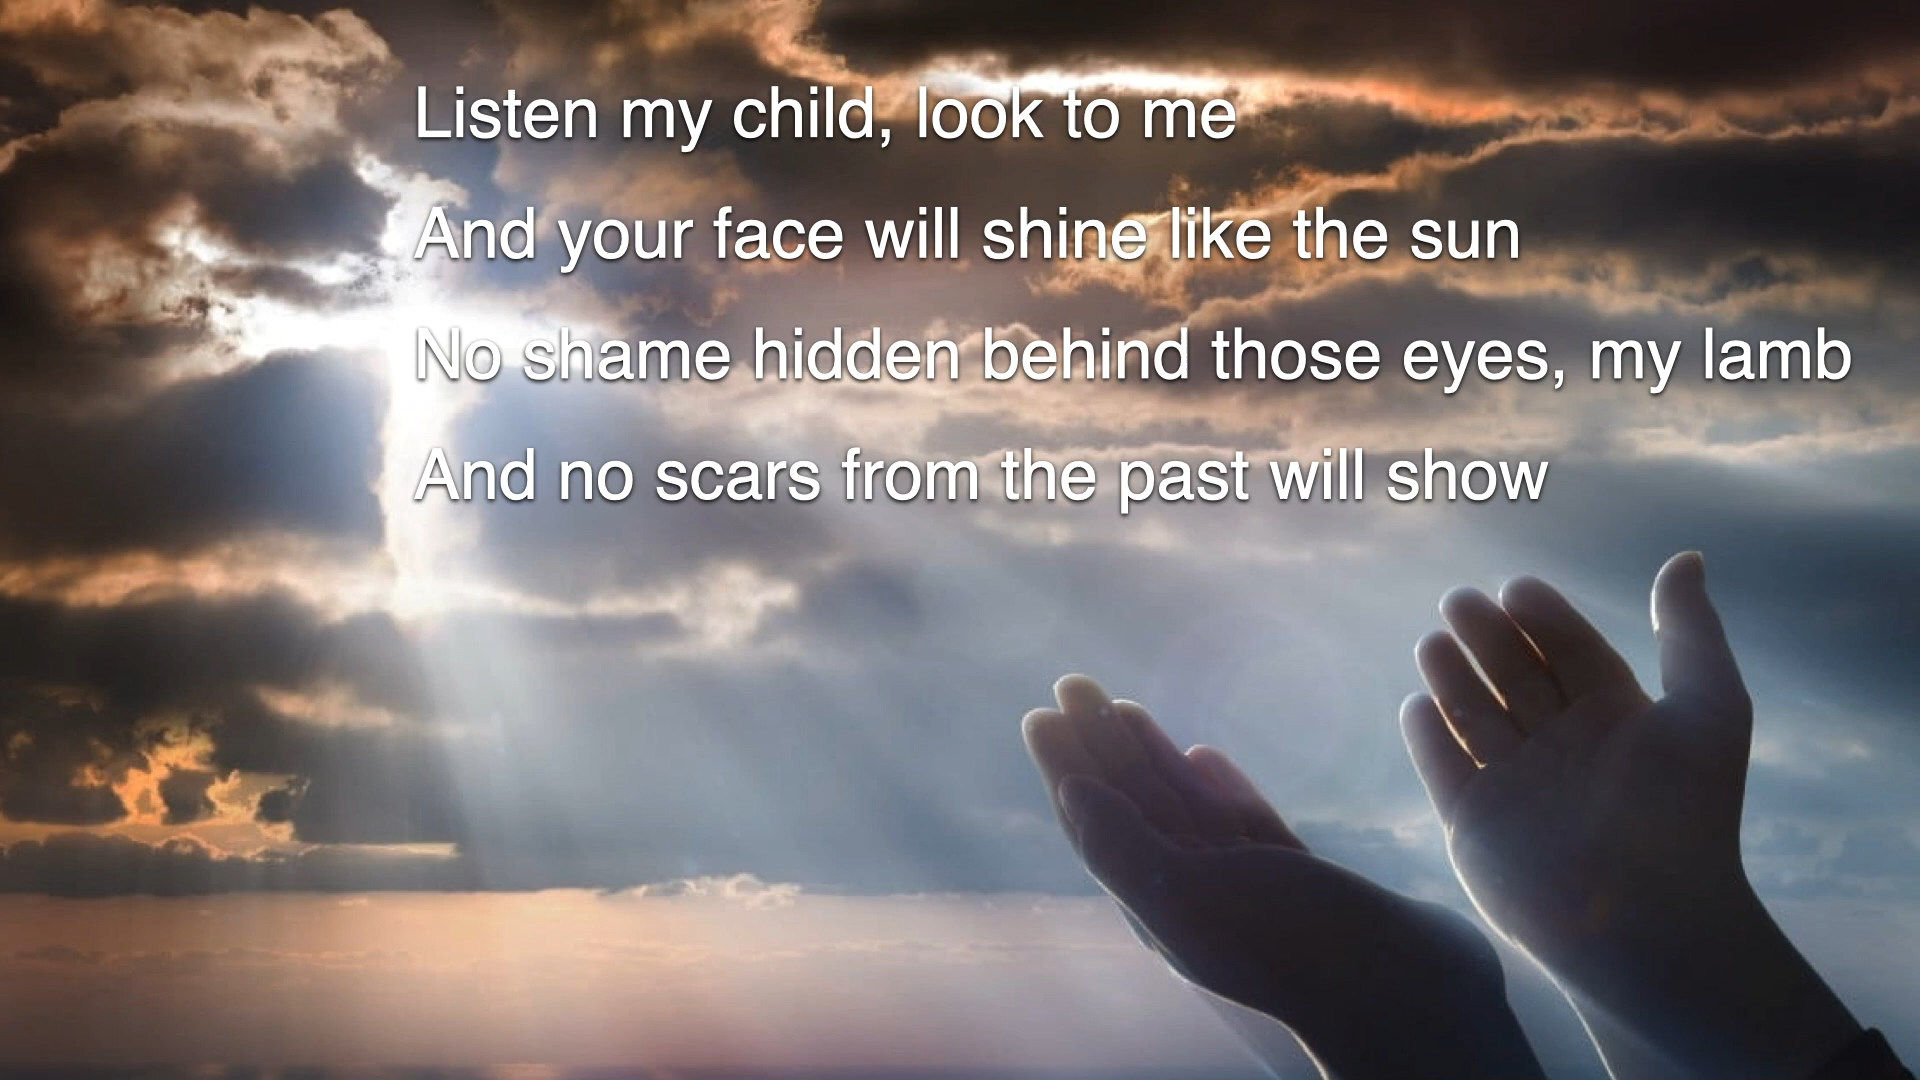 Listen my child, look to me
And your face will shine like the sun
No shame hidden behind those eyes, my lamb
And no scars from the past will show